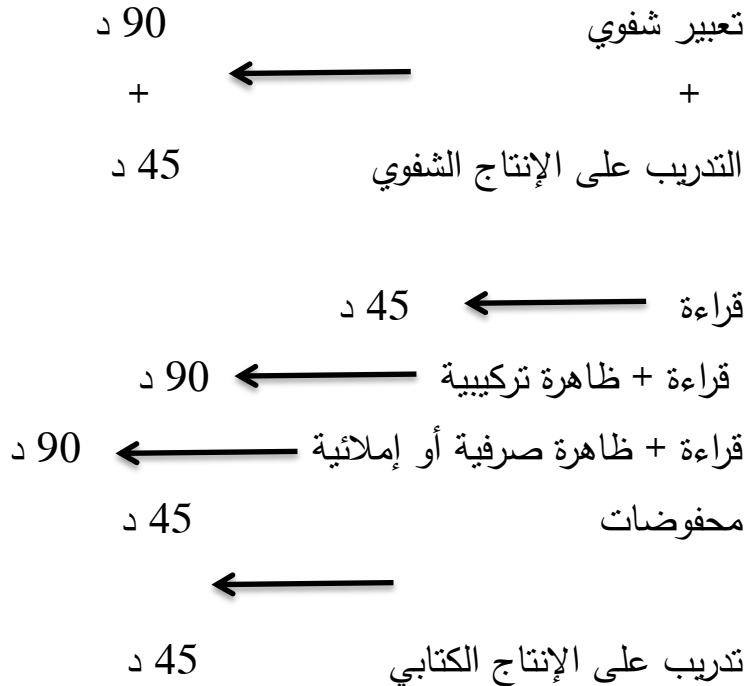 تعبير شفوي 90 د
+ +
التدريب على الإنتاج الشفوي 45 د
قراءة 45 د
قراءة + ظاهرة تركيبية 90 د
قراءة + ظاهرة صرفية أو إملائية 90 د
محفوضات 45 د
تدريب على الإنتاج الكتابي 45 د